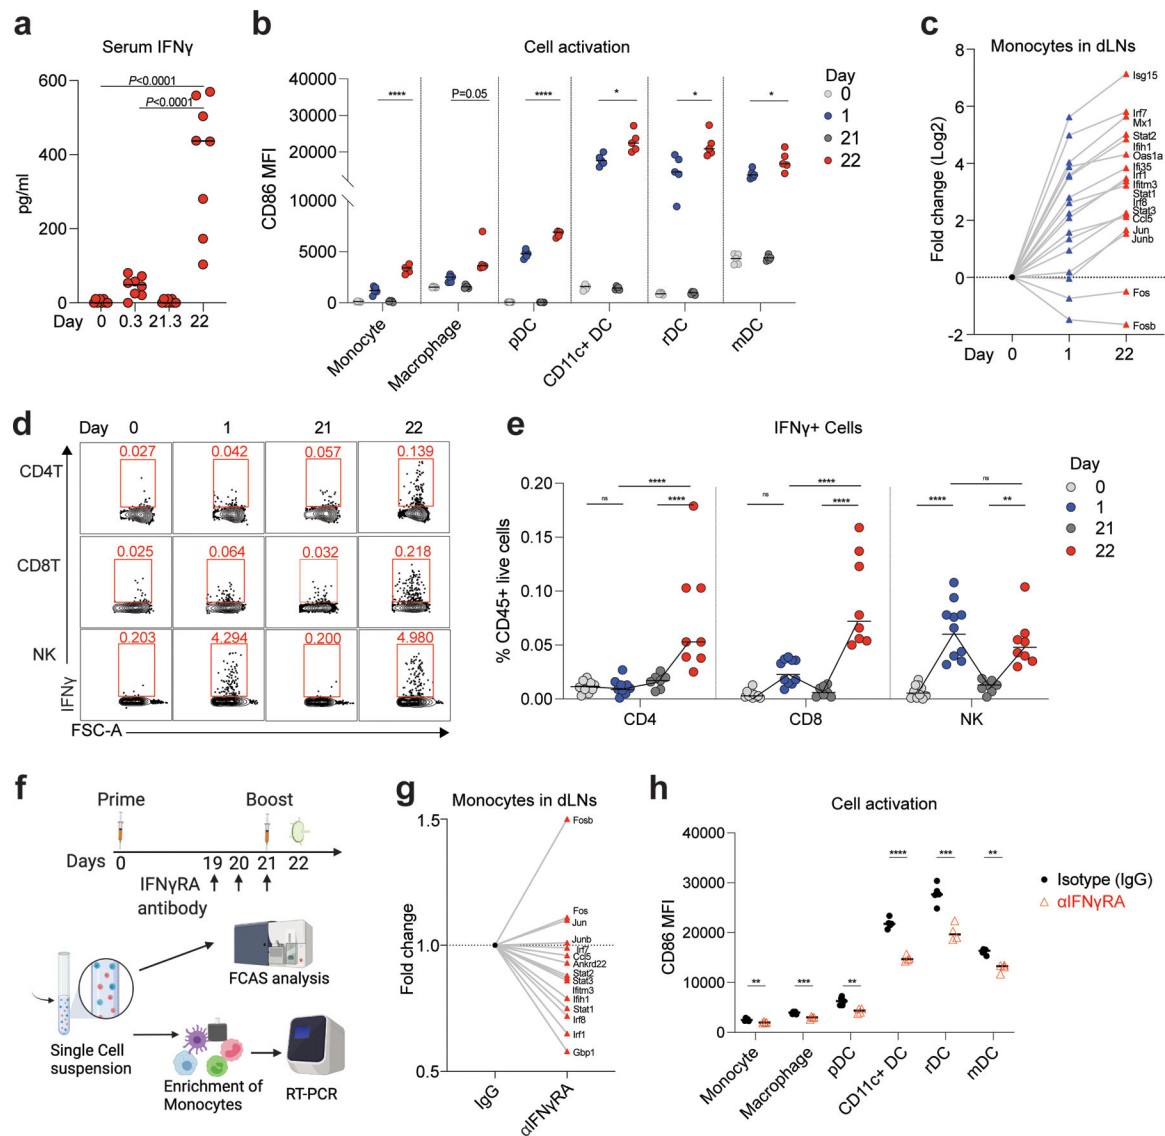 a
Serum IFNγ
P<0.0001
P<0.0001
pg/ml
600
400
200
0
Day 0 0.3 21.3 22
b
Cell activation
CD86 MFI
40000
30000
20000
10000
5000
0
**** P=0.05 **** * * *
Day
0
1
21
22
Monocyte
Macrophage
pDC
CD11c+ DC
rDC
mDC
c
Monocytes in dLNs
Fold change (Log2)
8
6
4
2
0
-2
Isg15
Irf7
Mx1
Stat2
Ifih1
Oas1a
Ifi35
Irf1
Ifitm3
Stat1
Irf8
Stat3
Ccl5
Jun
Junb
Fos
Fosb
Day 0 1 22
d
Day 0 1 21 22
CD4T
0.027 0.042 0.057 0.139
CD8T
0.025 0.064 0.032 0.218
NK
0.203 4.294 0.200 4.980
IFNγ
FSC-A
e
IFNγ+ Cells
% CD45+ live cells
0.20
0.15
0.10
0.05
0.00
****
ns
****
****
ns
****
ns
****
**
Day
0
1
21
22
CD4 CD8 NK
f
Prime Boost
Days 0 19 20 21 22
IFNγRA
antibody
FCAS analysis
Single Cell
suspension
Enrichment of
Monocytes
RT-PCR
g
Monocytes in dLNs
Fold change
1.5
1.0
0.5
Fosb
Fos
Jun
Junb
Irf7
Ccl5
Ankrd22
Stat2
Stat3
Ifitm3
Ifih1
Stat1
Irf8
Irf1
Gbp1
IgG
αIFNγRA
h
Cell activation
CD86 MFI
40000
30000
20000
10000
0
** *** ** **** *** **
Isotype (IgG)
αIFNγRA
Monocyte
Macrophage
pDC
CD11c+ DC
rDC
mDC